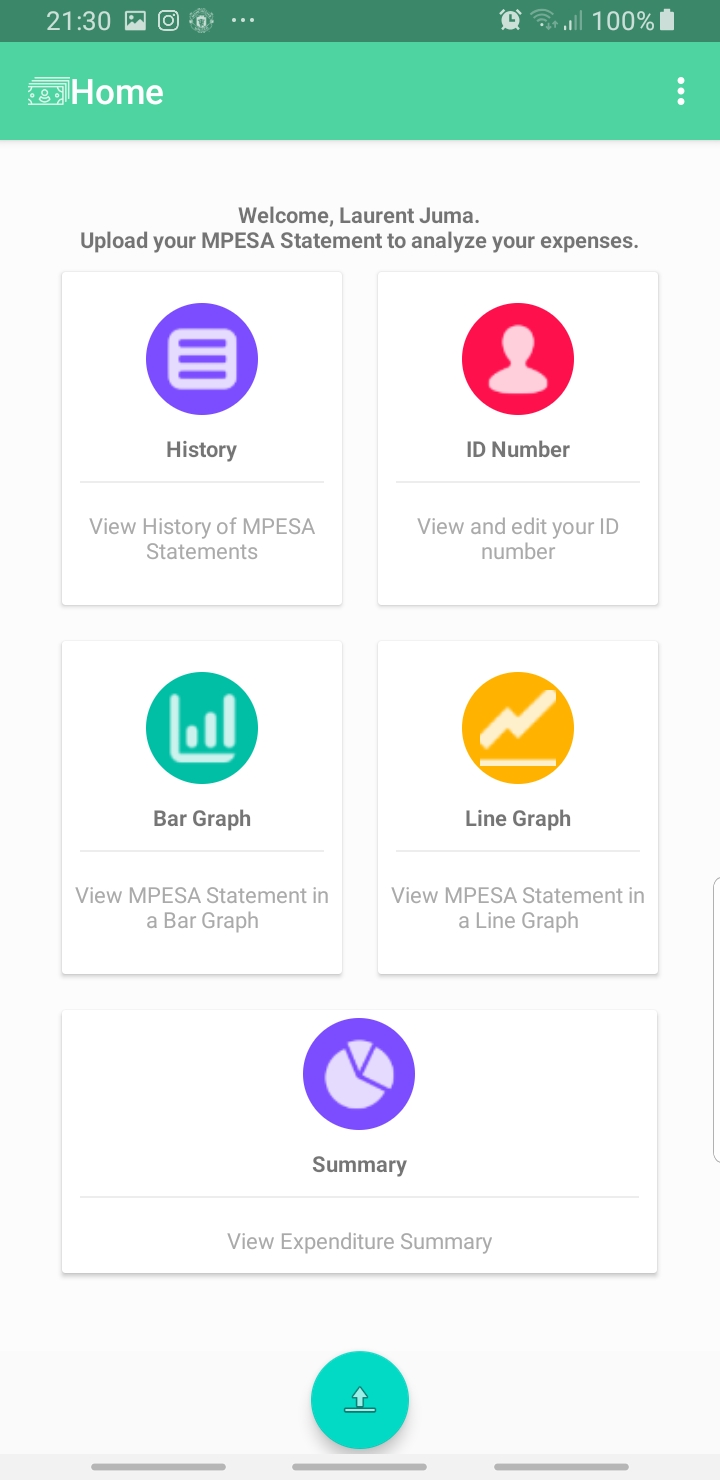 21:30 100%
Home
Welcome, Laurent Juma.
Upload your MPESA Statement to analyze your expenses.
History
View History of MPESA
Statements
ID Number
View and edit your ID
number
Bar Graph
View MPESA Statement in
a Bar Graph
Line Graph
View MPESA Statement in
a Line Graph
Summary
View Expenditure Summary